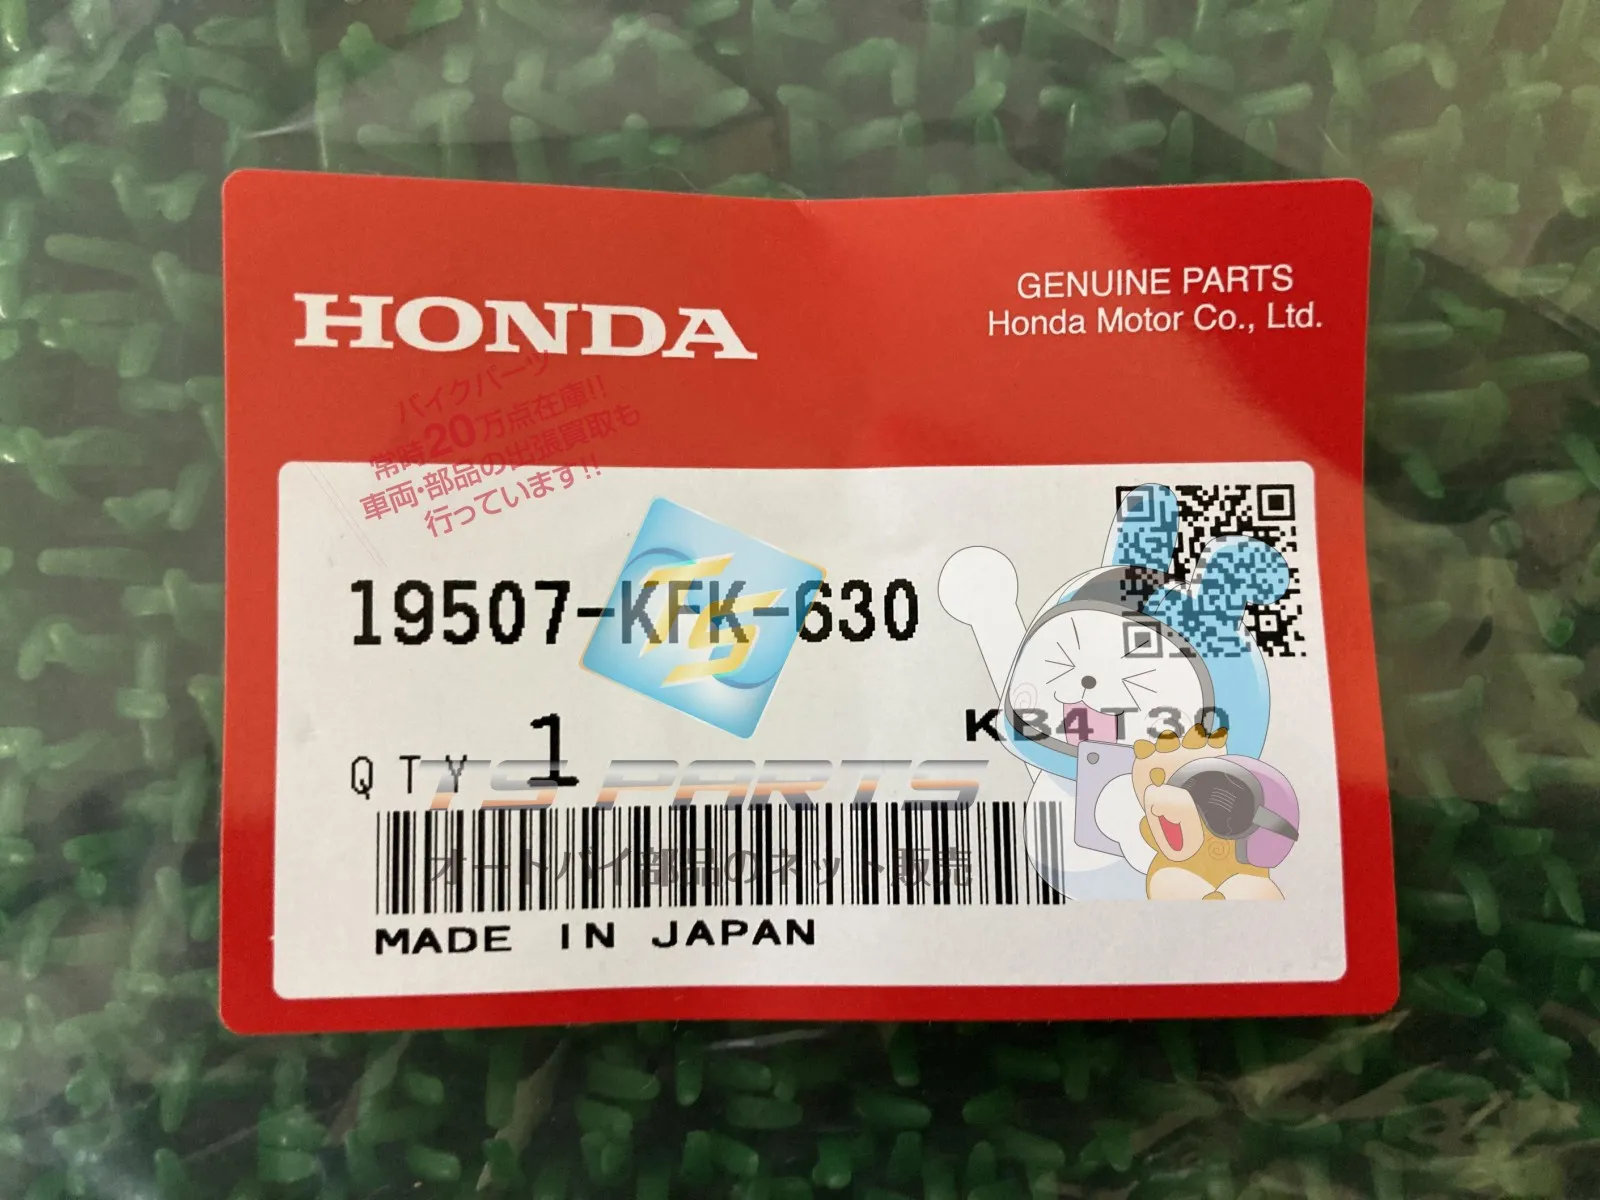 HONDA
GENUINE PARTS
Honda Motor Co., Ltd.
バイクパーツ
常時20万点在庫!!
車両・部品の出張買取も
行っています!!
19507-KFK-630
TS
KB4T30
QTY 1
TS PARTS
オートバイ部品のネット販売
MADE IN JAPAN